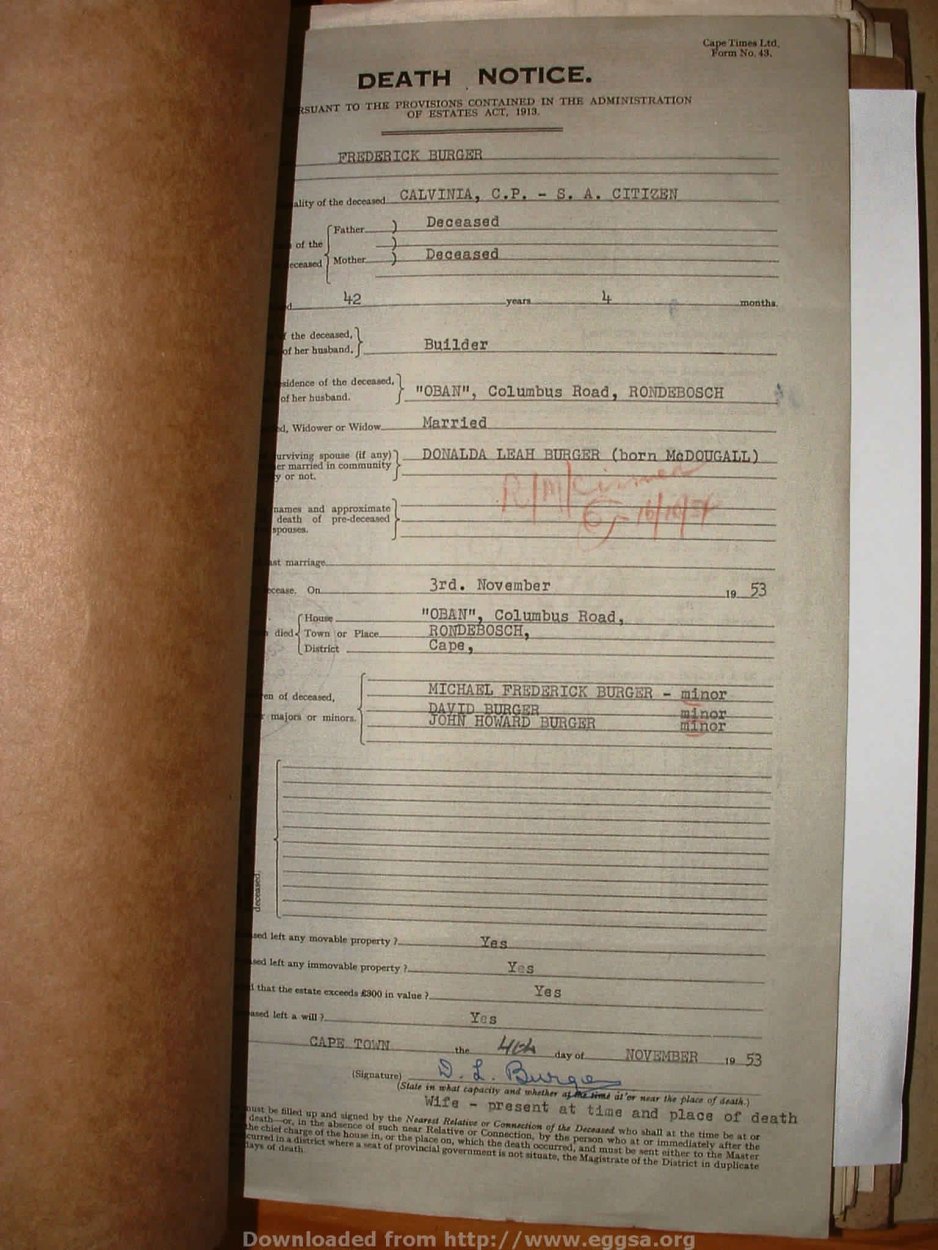 Cape Times Ltd.
Form No. 43.
DEATH NOTICE.
RSUANT TO THE PROVISIONS CONTAINED IN THE ADMINISTRATION
OF ESTATES ACT, 1913.
FREDERICK BURGER
ality of the deceased CALVINIA, C.P. - S. A. CITIZEN
Father ) Deceased
of the )
eceased Mother ) Deceased
d 42 years 4 months.
f the deceased,
of her husband. Builder
esidence of the deceased,
of her husband. "OBAN", Columbus Road, RONDEBOSCH
ed, Widower or Widow Married
urviving spouse (if any) DONALDA LEAH BURGER (born McDOUGALL)
er married in community
y or not.
names and approximate
death of pre-deceased
spouses.
16/10/54
ast marriage
ecease. On 3rd. November 19 53
House "OBAN", Columbus Road,
died Town or Place RONDEBOSCH,
District Cape,
en of deceased, MICHAEL FREDERICK BURGER - minor
DAVID BURGER minor
r majors or minors. JOHN HOWARD BURGER minor
deceased.
sed left any movable property ? Yes
sed left any immovable property ? Yes
d that the estate exceeds £300 in value ? Yes
ased left a will ? Yes
CAPE TOWN the 4th day of NOVEMBER 19 53
(Signature) D. L. Burger
(State in what capacity and whether at the time at or near the place of death.)
Wife - present at time and place of death
must be filled up and signed by the Nearest Relative or Connection of the Deceased who shall at the time be at or
death—or, in the absence of such near Relative or Connection, by the person who at or immediately after the
the chief charge of the house in, or the place on, which the death occurred, and must be sent either to the Master
curred in a district where a seat of provincial government is not situate, the Magistrate of the District in duplicate
days of death.
Downloaded from http://www.eggsa.org